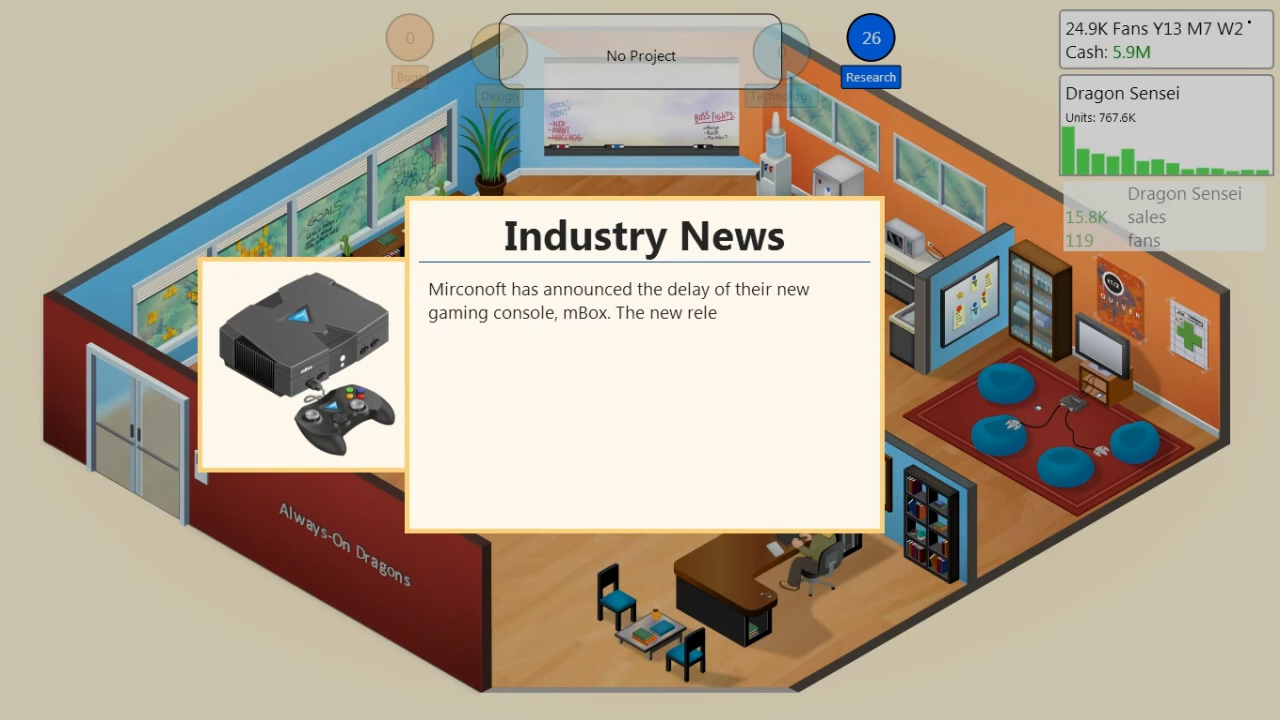 0
Bugs
No Project
Design
Technology
26
Research
24.9K Fans Y13 M7 W2
Cash: 5.9M
Dragon Sensei
Units: 767.6K
Dragon Sensei
15.8K sales
119 fans
BOSS FIGHTS:
GOALS
Industry News
Mirconoft has announced the delay of their new
gaming console, mBox. The new rele
QUIVER
Always-On Dragons